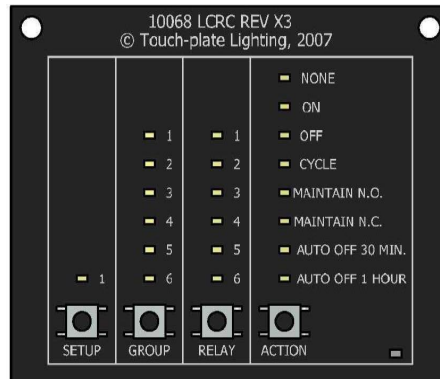 10068 LCRC REV X3
© Touch-plate Lighting, 2007
NONE
ON
1 1 OFF
2 2 CYCLE
3 3 MAINTAIN N.O.
4 4 MAINTAIN N.C.
5 5 AUTO OFF 30 MIN.
1 6 6 AUTO OFF 1 HOUR
SETUP GROUP RELAY ACTION